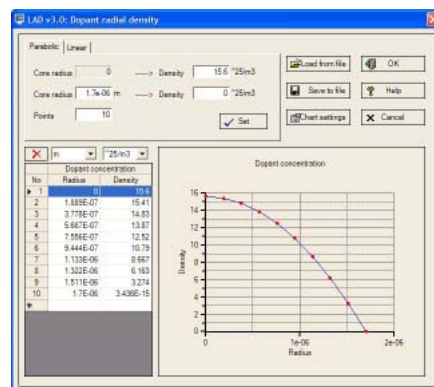 LAD v3.0: Dopant radial density
Parabolic Linear
Core radius 0 ----> Density 15.6 ^25/m3
Core radius 1.7e-06 m ----> Density 0 ^25/m3
Points 10
Set
Load from file OK
Save to file Help
Chart settings Cancel
m ^25/m3
Dopant concentration
No. Radius Density
1 0 15.6
2 1.889E-07 15.41
3 3.778E-07 14.83
4 5.667E-07 13.87
5 7.556E-07 12.52
6 9.444E-07 10.79
7 1.133E-06 8.667
8 1.322E-06 6.163
9 1.511E-06 3.274
10 1.7E-06 3.436E-15
Dopant concentration
Density
16
14
12
10
8
6
4
2
0
0 1e-06 2e-06
Radius